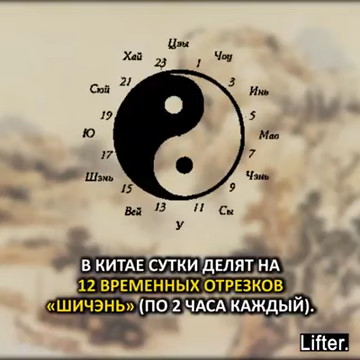 Цзы
Хай 23 1 Чоу
Сюй 21 3 Инь
19 5
Ю Мао
17 7
Шэнь Чэнь
15 9
Вей 13 11 Сы
У
В КИТАЕ СУТКИ ДЕЛЯТ НА
12 ВРЕМЕННЫХ ОТРЕЗКОВ
«ШИЧЭНЬ» (ПО 2 ЧАСА КАЖДЫЙ).
Lifter.